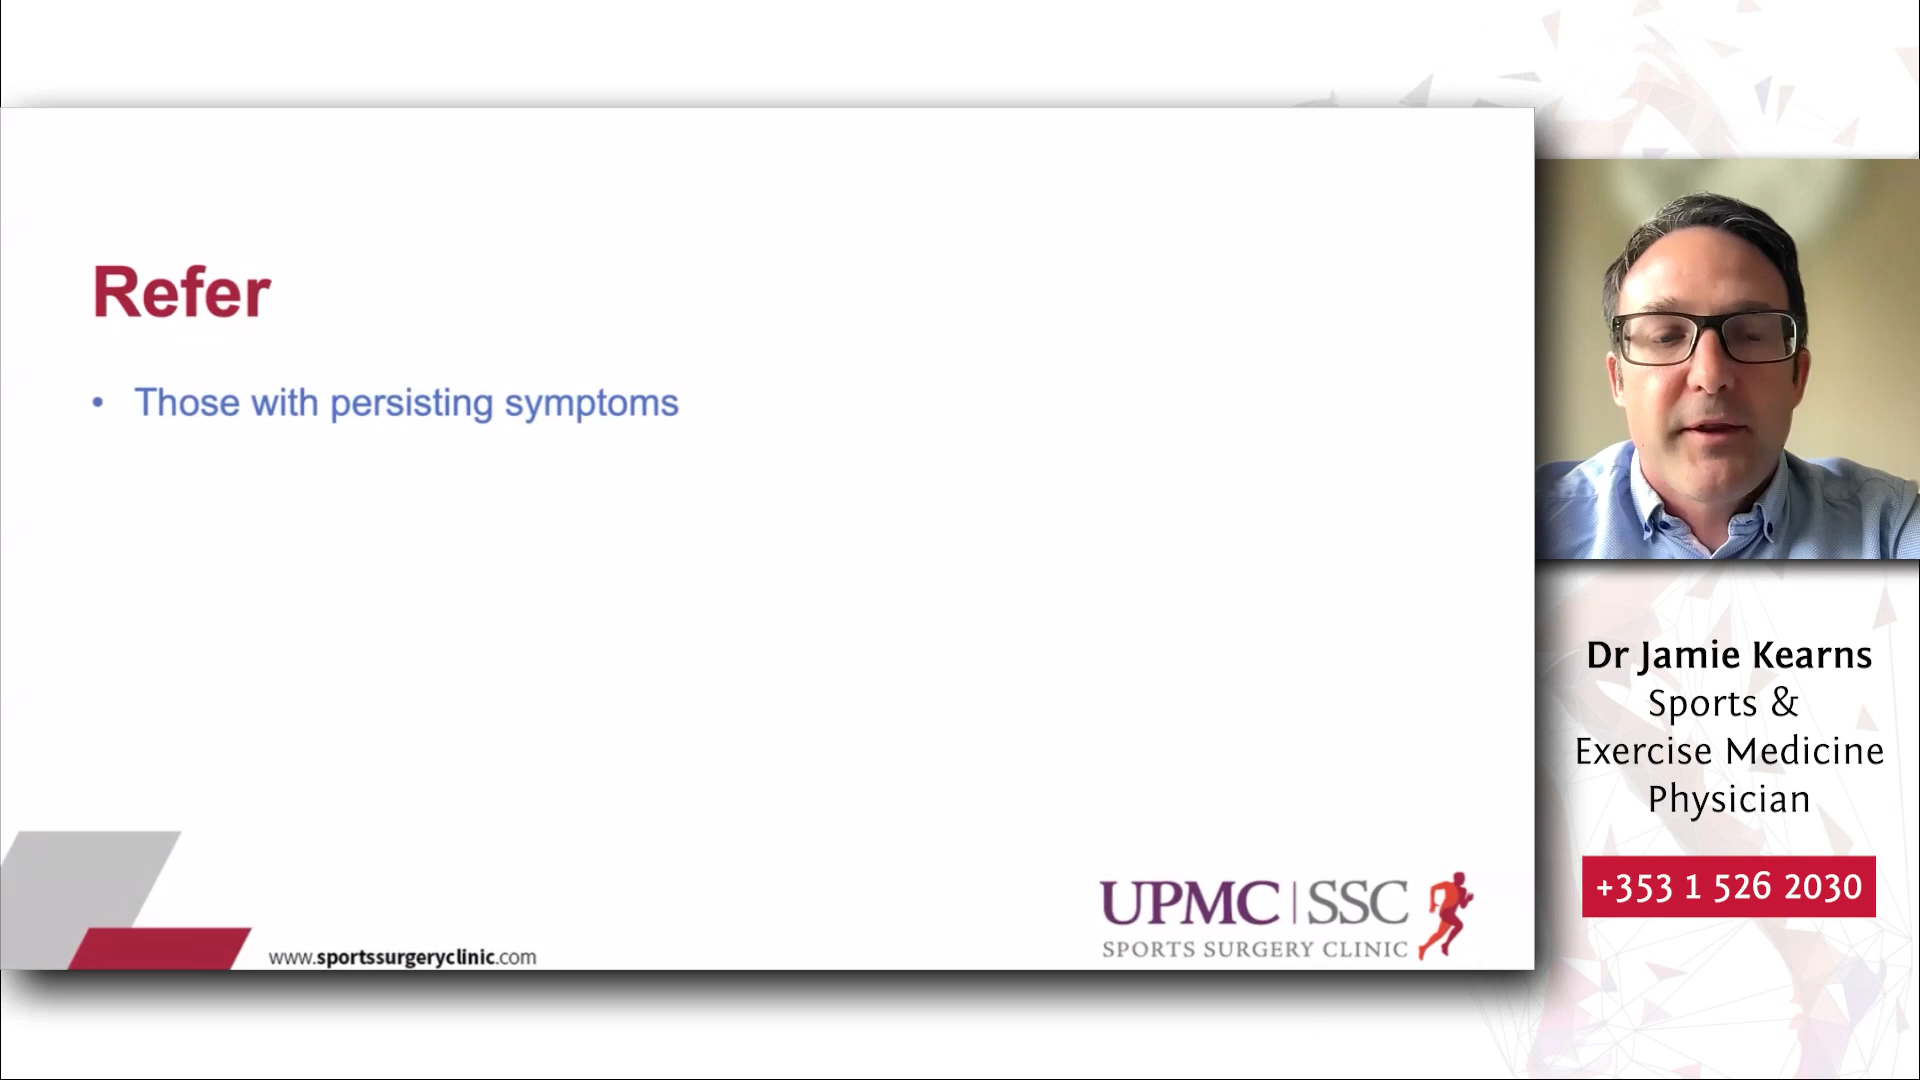 Refer
• Those with persisting symptoms
www.sportssurgeryclinic.com
UPMC | SSC
SPORTS SURGERY CLINIC
Dr Jamie Kearns
Sports &
Exercise Medicine
Physician
+353 1 526 2030